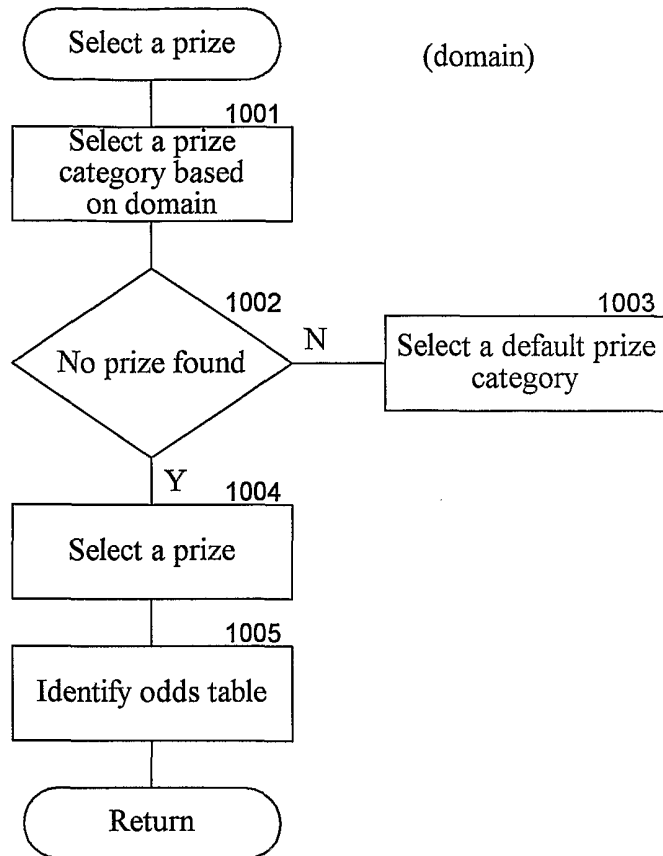 Select a prize
(domain)
1001
Select a prize
category based
on domain
1002
No prize found
N
1003
Select a default prize
category
Y
1004
Select a prize
1005
Identify odds table
Return